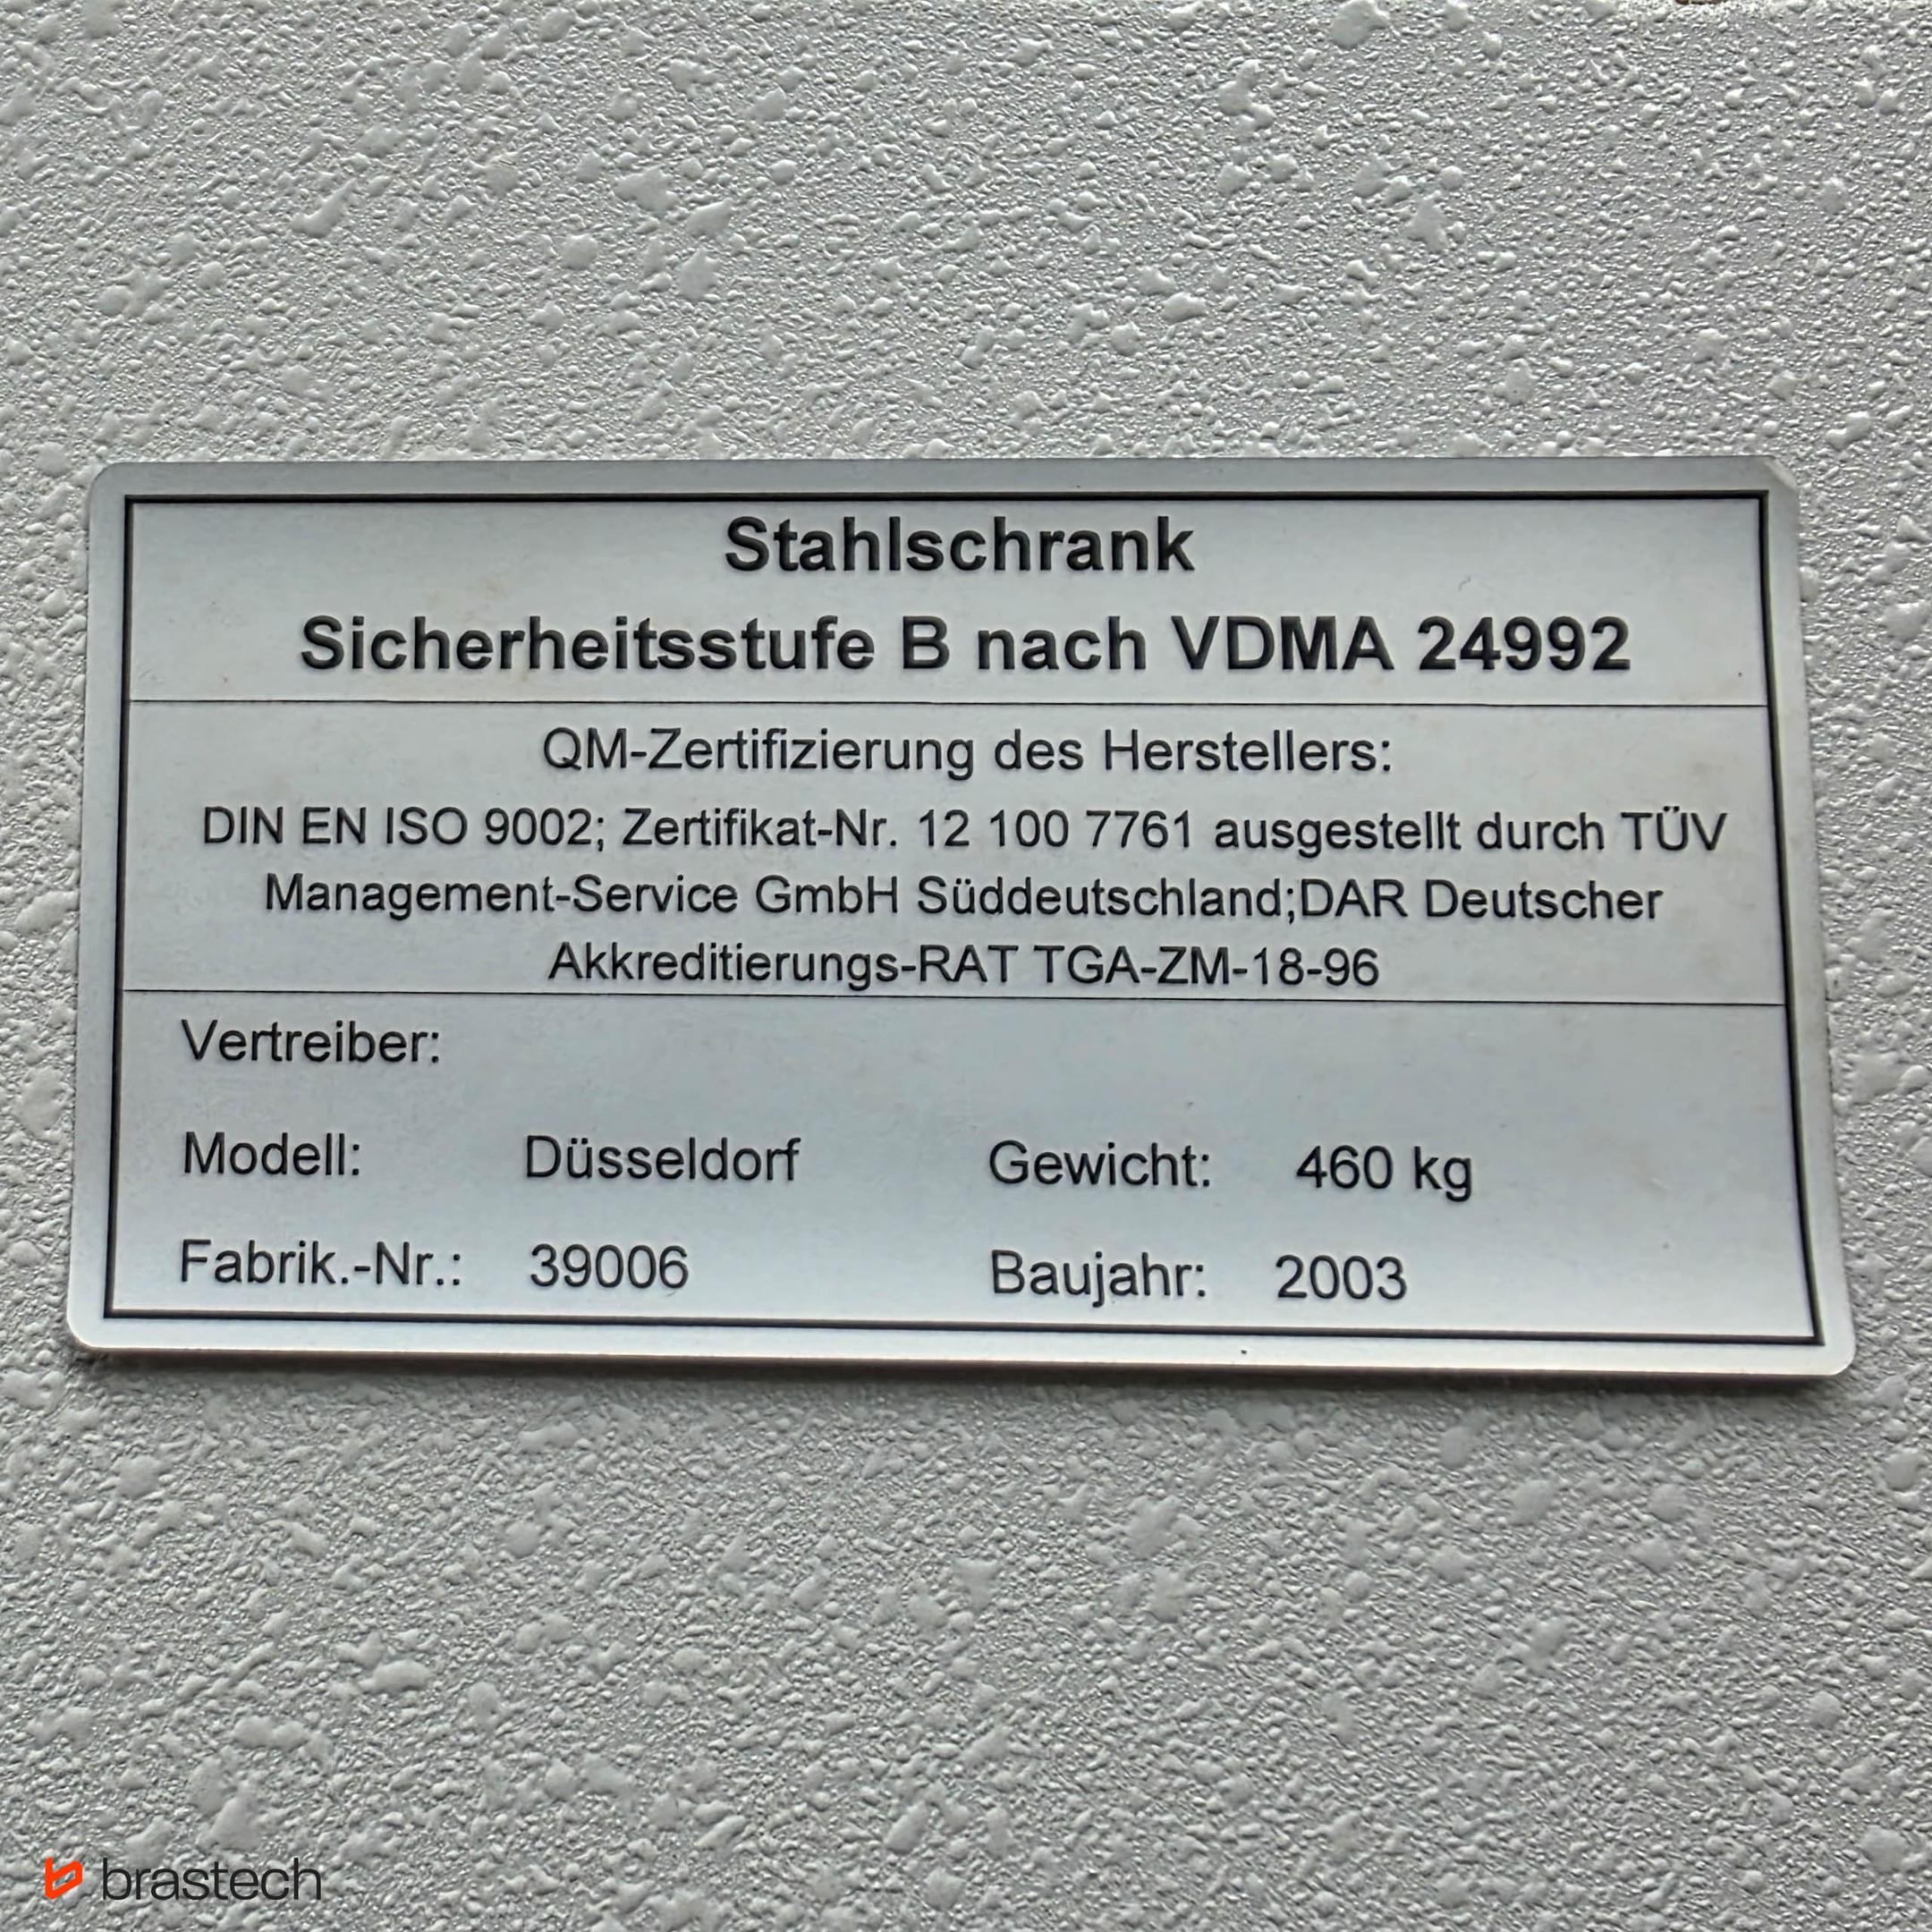 Stahlschrank
Sicherheitsstufe B nach VDMA 24992
QM-Zertifizierung des Herstellers:
DIN EN ISO 9002; Zertifikat-Nr. 12 100 7761 ausgestellt durch TÜV
Management-Service GmbH Süddeutschland;DAR Deutscher
Akkreditierungs-RAT TGA-ZM-18-96
Vertreiber:
Modell: Düsseldorf Gewicht: 460 kg
Fabrik.-Nr.: 39006 Baujahr: 2003
brastech